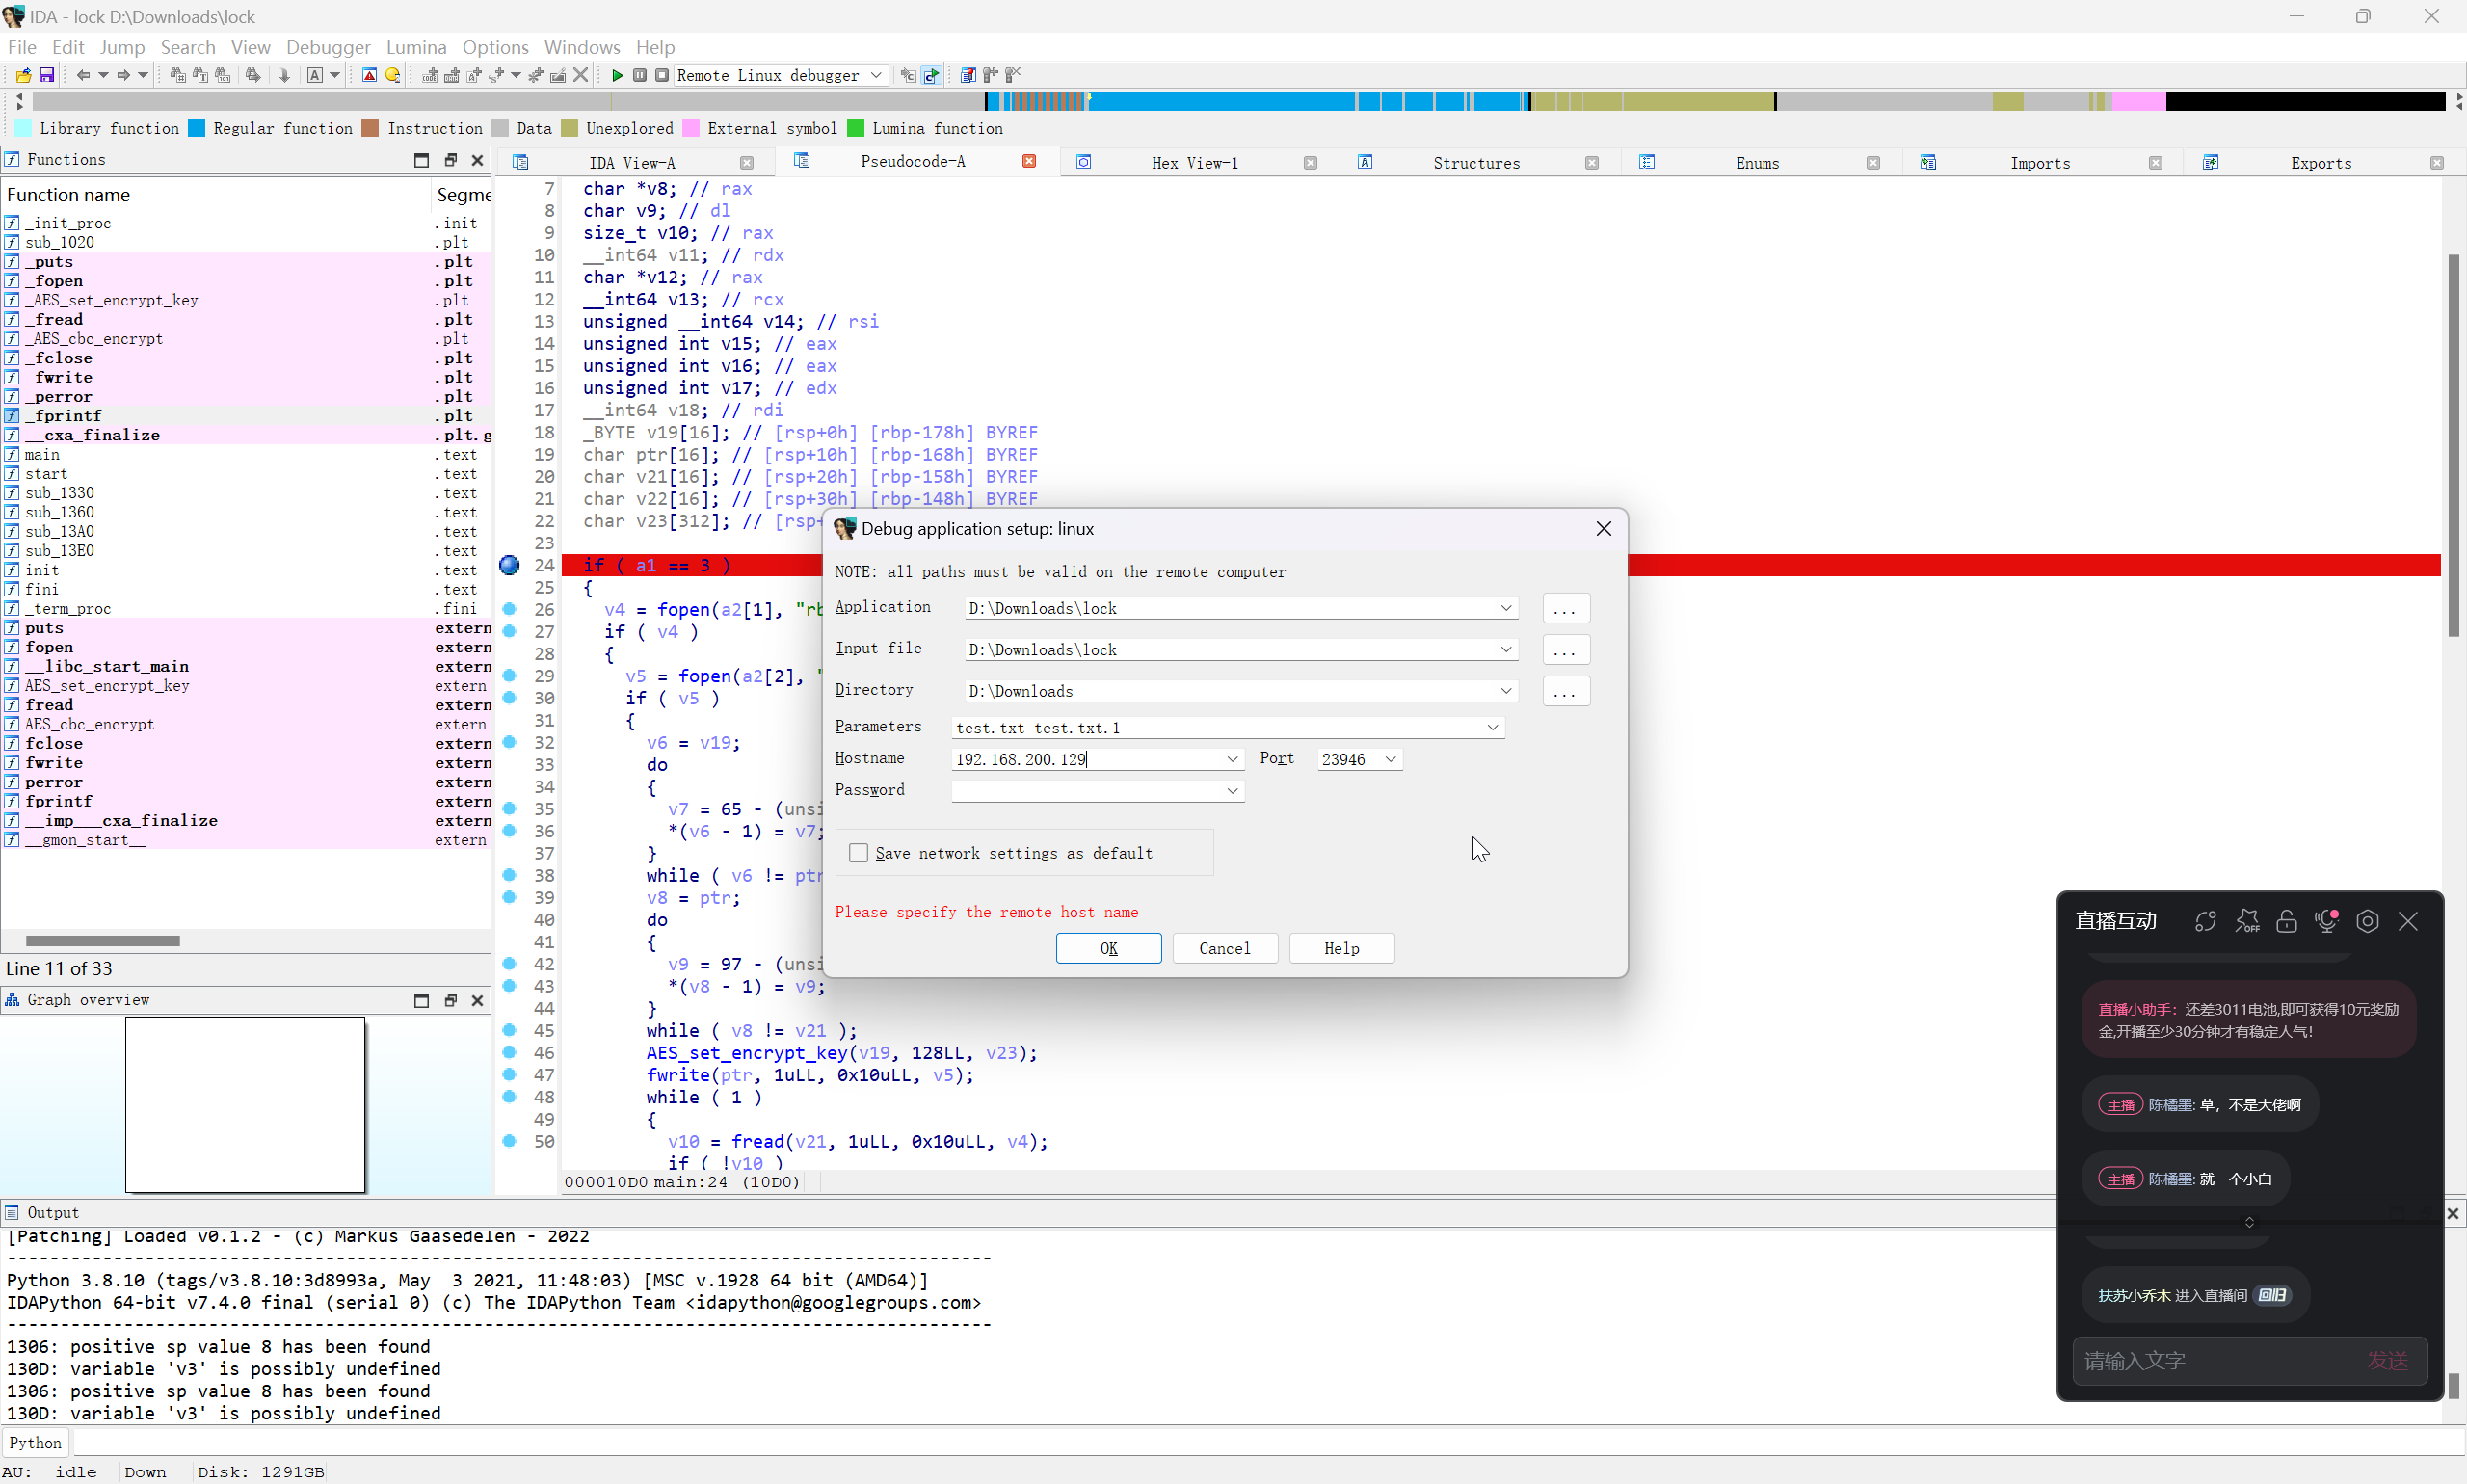 IDA - lock D:\Downloads\lock
File Edit Jump Search View Debugger Lumina Options Windows Help
Remote Linux debugger
Library function Regular function Instruction Data Unexplored External symbol Lumina function
Functions
Function name Segme
_init_proc .init
sub_1020 .plt
_puts .plt
_fopen .plt
_AES_set_encrypt_key .plt
_fread .plt
_AES_cbc_encrypt .plt
_fclose .plt
_fwrite .plt
_perror .plt
_fprintf .plt
__cxa_finalize .plt.g
main .text
start .text
sub_1330 .text
sub_1360 .text
sub_13A0 .text
sub_13E0 .text
init .text
fini .text
_term_proc .fini
puts extern
fopen extern
__libc_start_main extern
AES_set_encrypt_key extern
fread extern
AES_cbc_encrypt extern
fclose extern
fwrite extern
perror extern
fprintf extern
__imp___cxa_finalize extern
__gmon_start__ extern
Line 11 of 33
Graph overview
IDA View-A Pseudocode-A Hex View-1 Structures Enums Imports Exports
7 char *v8; // rax
8 char v9; // dl
9 size_t v10; // rax
10 __int64 v11; // rdx
11 char *v12; // rax
12 __int64 v13; // rcx
13 unsigned __int64 v14; // rsi
14 unsigned int v15; // eax
15 unsigned int v16; // eax
16 unsigned int v17; // edx
17 __int64 v18; // rdi
18 _BYTE v19[16]; // [rsp+0h] [rbp-178h] BYREF
19 char ptr[16]; // [rsp+10h] [rbp-168h] BYREF
20 char v21[16]; // [rsp+20h] [rbp-158h] BYREF
21 char v22[16]; // [rsp+30h] [rbp-148h] BYREF
22 char v23[312]; // [rsp+
23
24 if ( a1 == 3 )
25 {
26 v4 = fopen(a2[1], "rb
27 if ( v4 )
28 {
29 v5 = fopen(a2[2], "
30 if ( v5 )
31 {
32 v6 = v19;
33 do
34 {
35 v7 = 65 - (unsi
36 *(v6 - 1) = v7;
37 }
38 while ( v6 != ptr
39 v8 = ptr;
40 do
41 {
42 v9 = 97 - (unsi
43 *(v8 - 1) = v9;
44 }
45 while ( v8 != v21 );
46 AES_set_encrypt_key(v19, 128LL, v23);
47 fwrite(ptr, 1uLL, 0x10uLL, v5);
48 while ( 1 )
49 {
50 v10 = fread(v21, 1uLL, 0x10uLL, v4);
if ( !v10 )
000010D0 main:24 (10D0)
Debug application setup: linux
NOTE: all paths must be valid on the remote computer
Application D:\Downloads\lock ...
Input file D:\Downloads\lock ...
Directory D:\Downloads ...
Parameters test.txt test.txt.1
Hostname 192.168.200.129 Port 23946
Password
Save network settings as default
Please specify the remote host name
OK Cancel Help
直播互动 OFF
直播小助手：还差3011电池,即可获得10元奖励
金,开播至少30分钟才有稳定人气！
主播 陈橘墨: 草，不是大佬啊
主播 陈橘墨: 就一个小白
扶苏小乔木 进入直播间 回归
请输入文字 发送
Output
[Patching] Loaded v0.1.2 - (c) Markus Gaasedelen - 2022
---------------------------------------------------------------------------------------------
Python 3.8.10 (tags/v3.8.10:3d8993a, May  3 2021, 11:48:03) [MSC v.1928 64 bit (AMD64)]
IDAPython 64-bit v7.4.0 final (serial 0) (c) The IDAPython Team <idapython@googlegroups.com>
---------------------------------------------------------------------------------------------
1306: positive sp value 8 has been found
130D: variable 'v3' is possibly undefined
1306: positive sp value 8 has been found
130D: variable 'v3' is possibly undefined
Python
AU: idle Down Disk: 1291GB